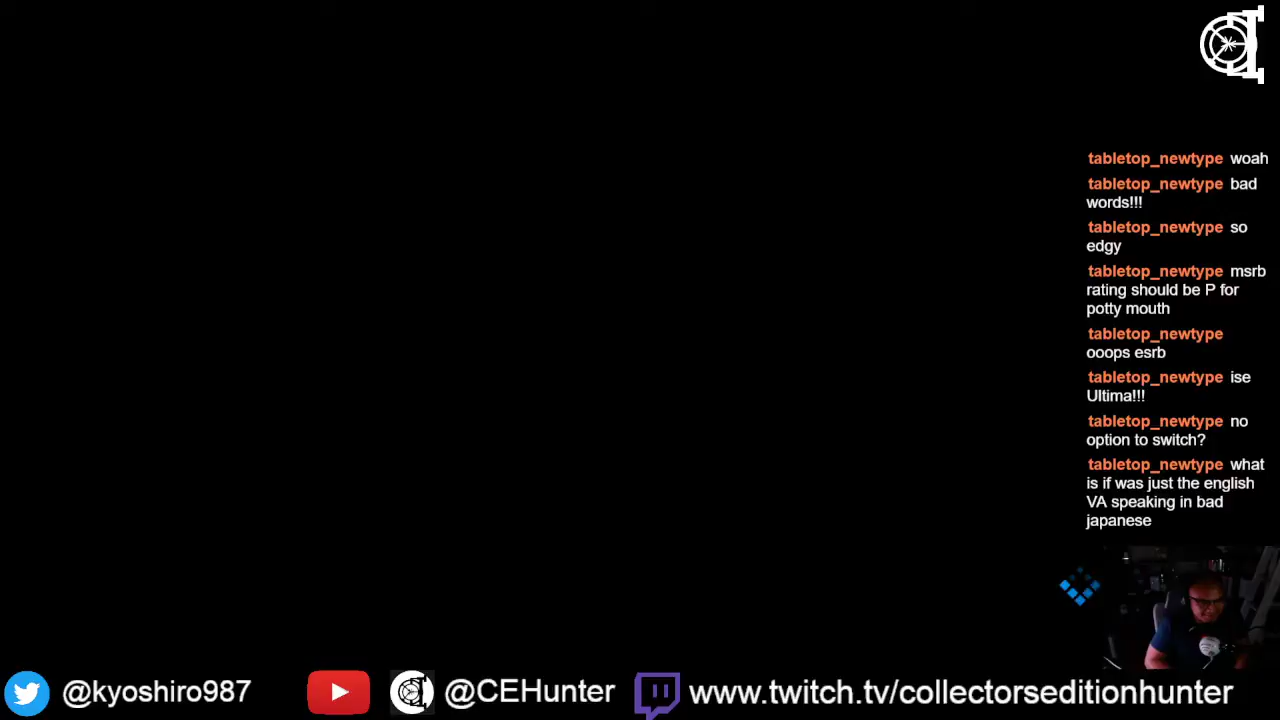 tabletop_newtype woah
tabletop_newtype bad
words!!!
tabletop_newtype so
edgy
tabletop_newtype msrb
rating should be P for
potty mouth
tabletop_newtype
ooops esrb
tabletop_newtype ise
Ultima!!!
tabletop_newtype no
option to switch?
tabletop_newtype what
is if was just the english
VA speaking in bad
japanese
@kyoshiro987 @CEHunter www.twitch.tv/collectorseditionhunter